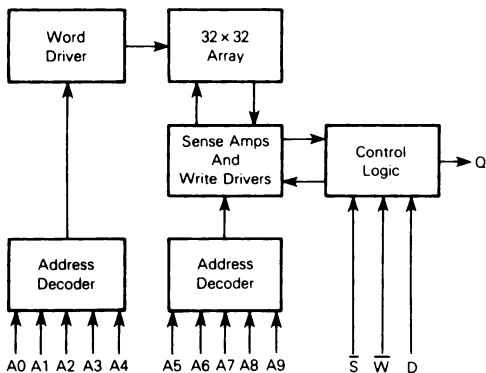 Word
Driver
32 × 32
Array
Sense Amps
And
Write Drivers
Control
Logic
Q
Address
Decoder
Address
Decoder
A0 A1 A2 A3 A4
A5 A6 A7 A8 A9
S̅ W̅ D